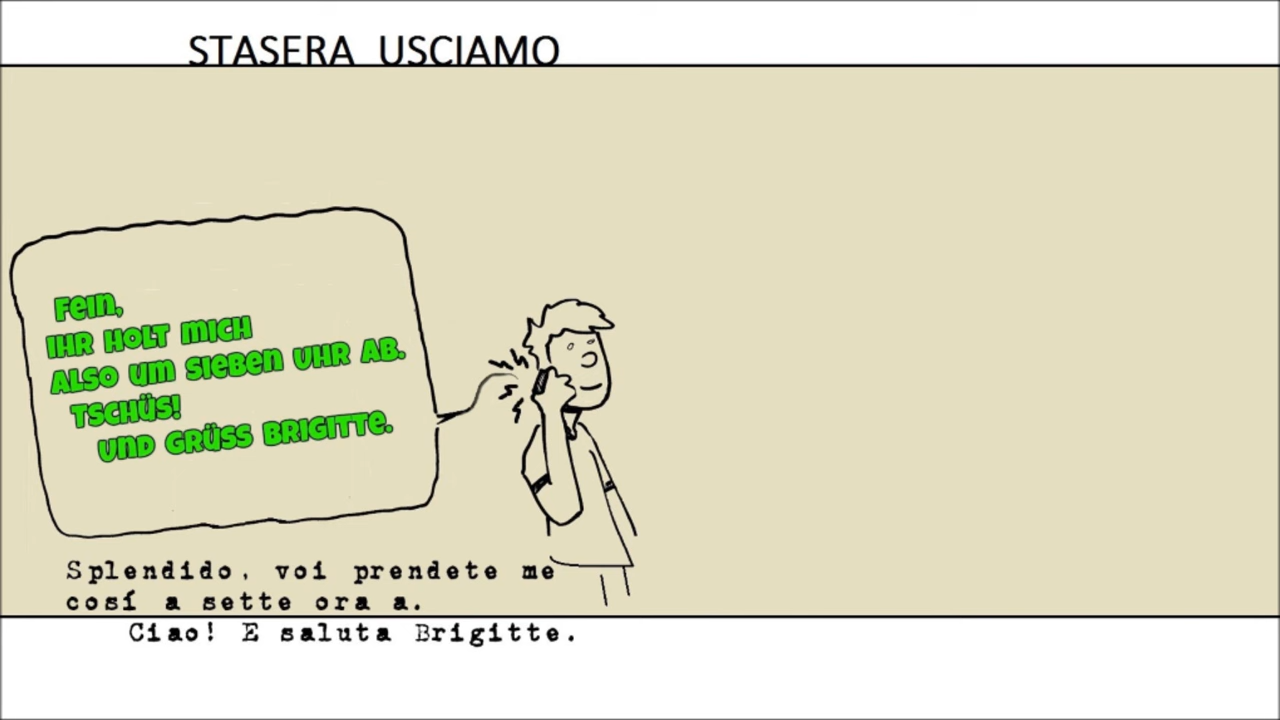 STASERA USCIAMO
Fein,
IHR HOLT MICH
ALSO UM SIEBEN UHR AB.
TSCHÜS!
UND GRÜSS BRIGITTE.
Splendido, voi prendete me
cosí a sette ora a.
Ciao! E saluta Brigitte.